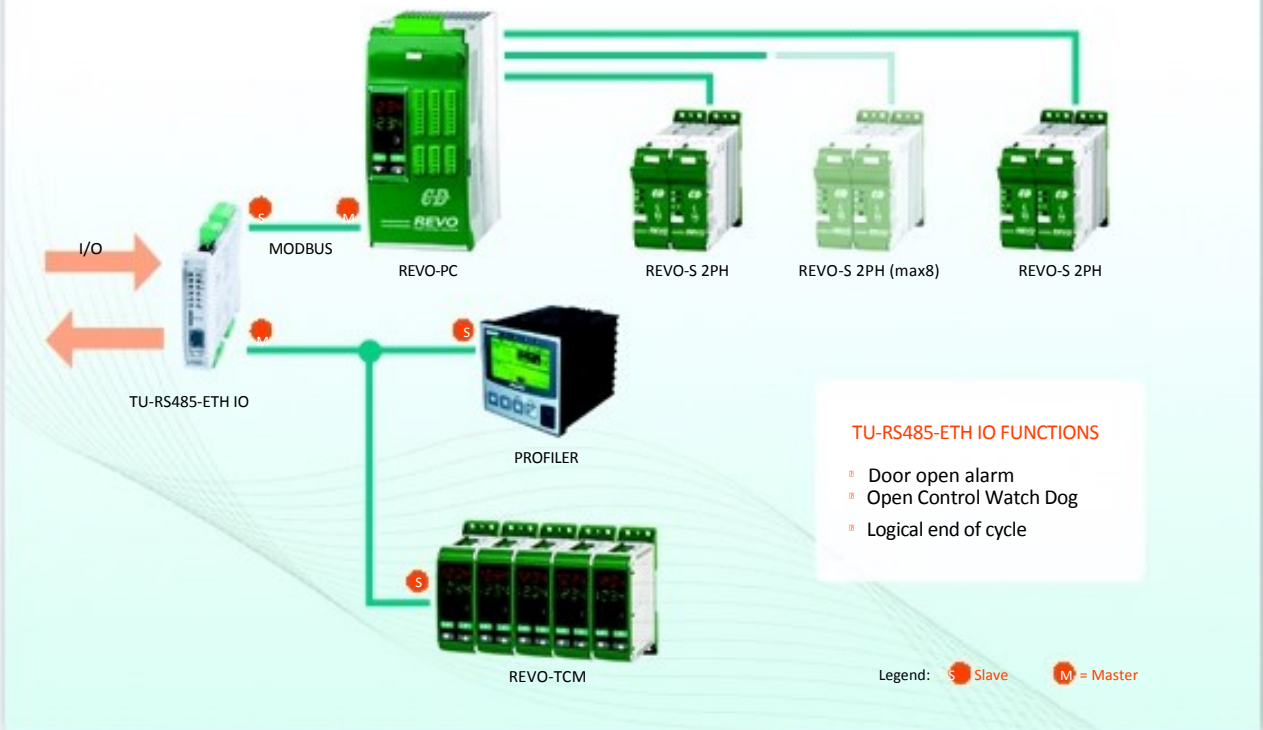 REVO
S
M
I/O
MODBUS
REVO-PC
REVO-S 2PH
REVO-S 2PH (max8)
REVO-S 2PH
M
S
TU-RS485-ETH IO
PROFILER
TU-RS485-ETH IO FUNCTIONS
Door open alarm
Open Control Watch Dog
Logical end of cycle
S
REVO-TCM
Legend: S Slave M = Master